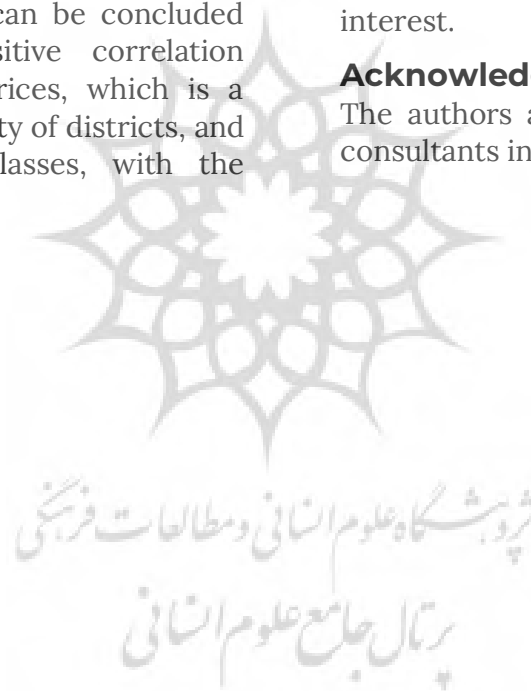 can be concluded
sitive correlation
rices, which is a
ty of districts, and
lasses, with the
interest.
Acknowled
The authors a
consultants in
پژوهشگاه علوم انسانی و مطالعات فرهنگی
پرتال جامع علوم انسانی